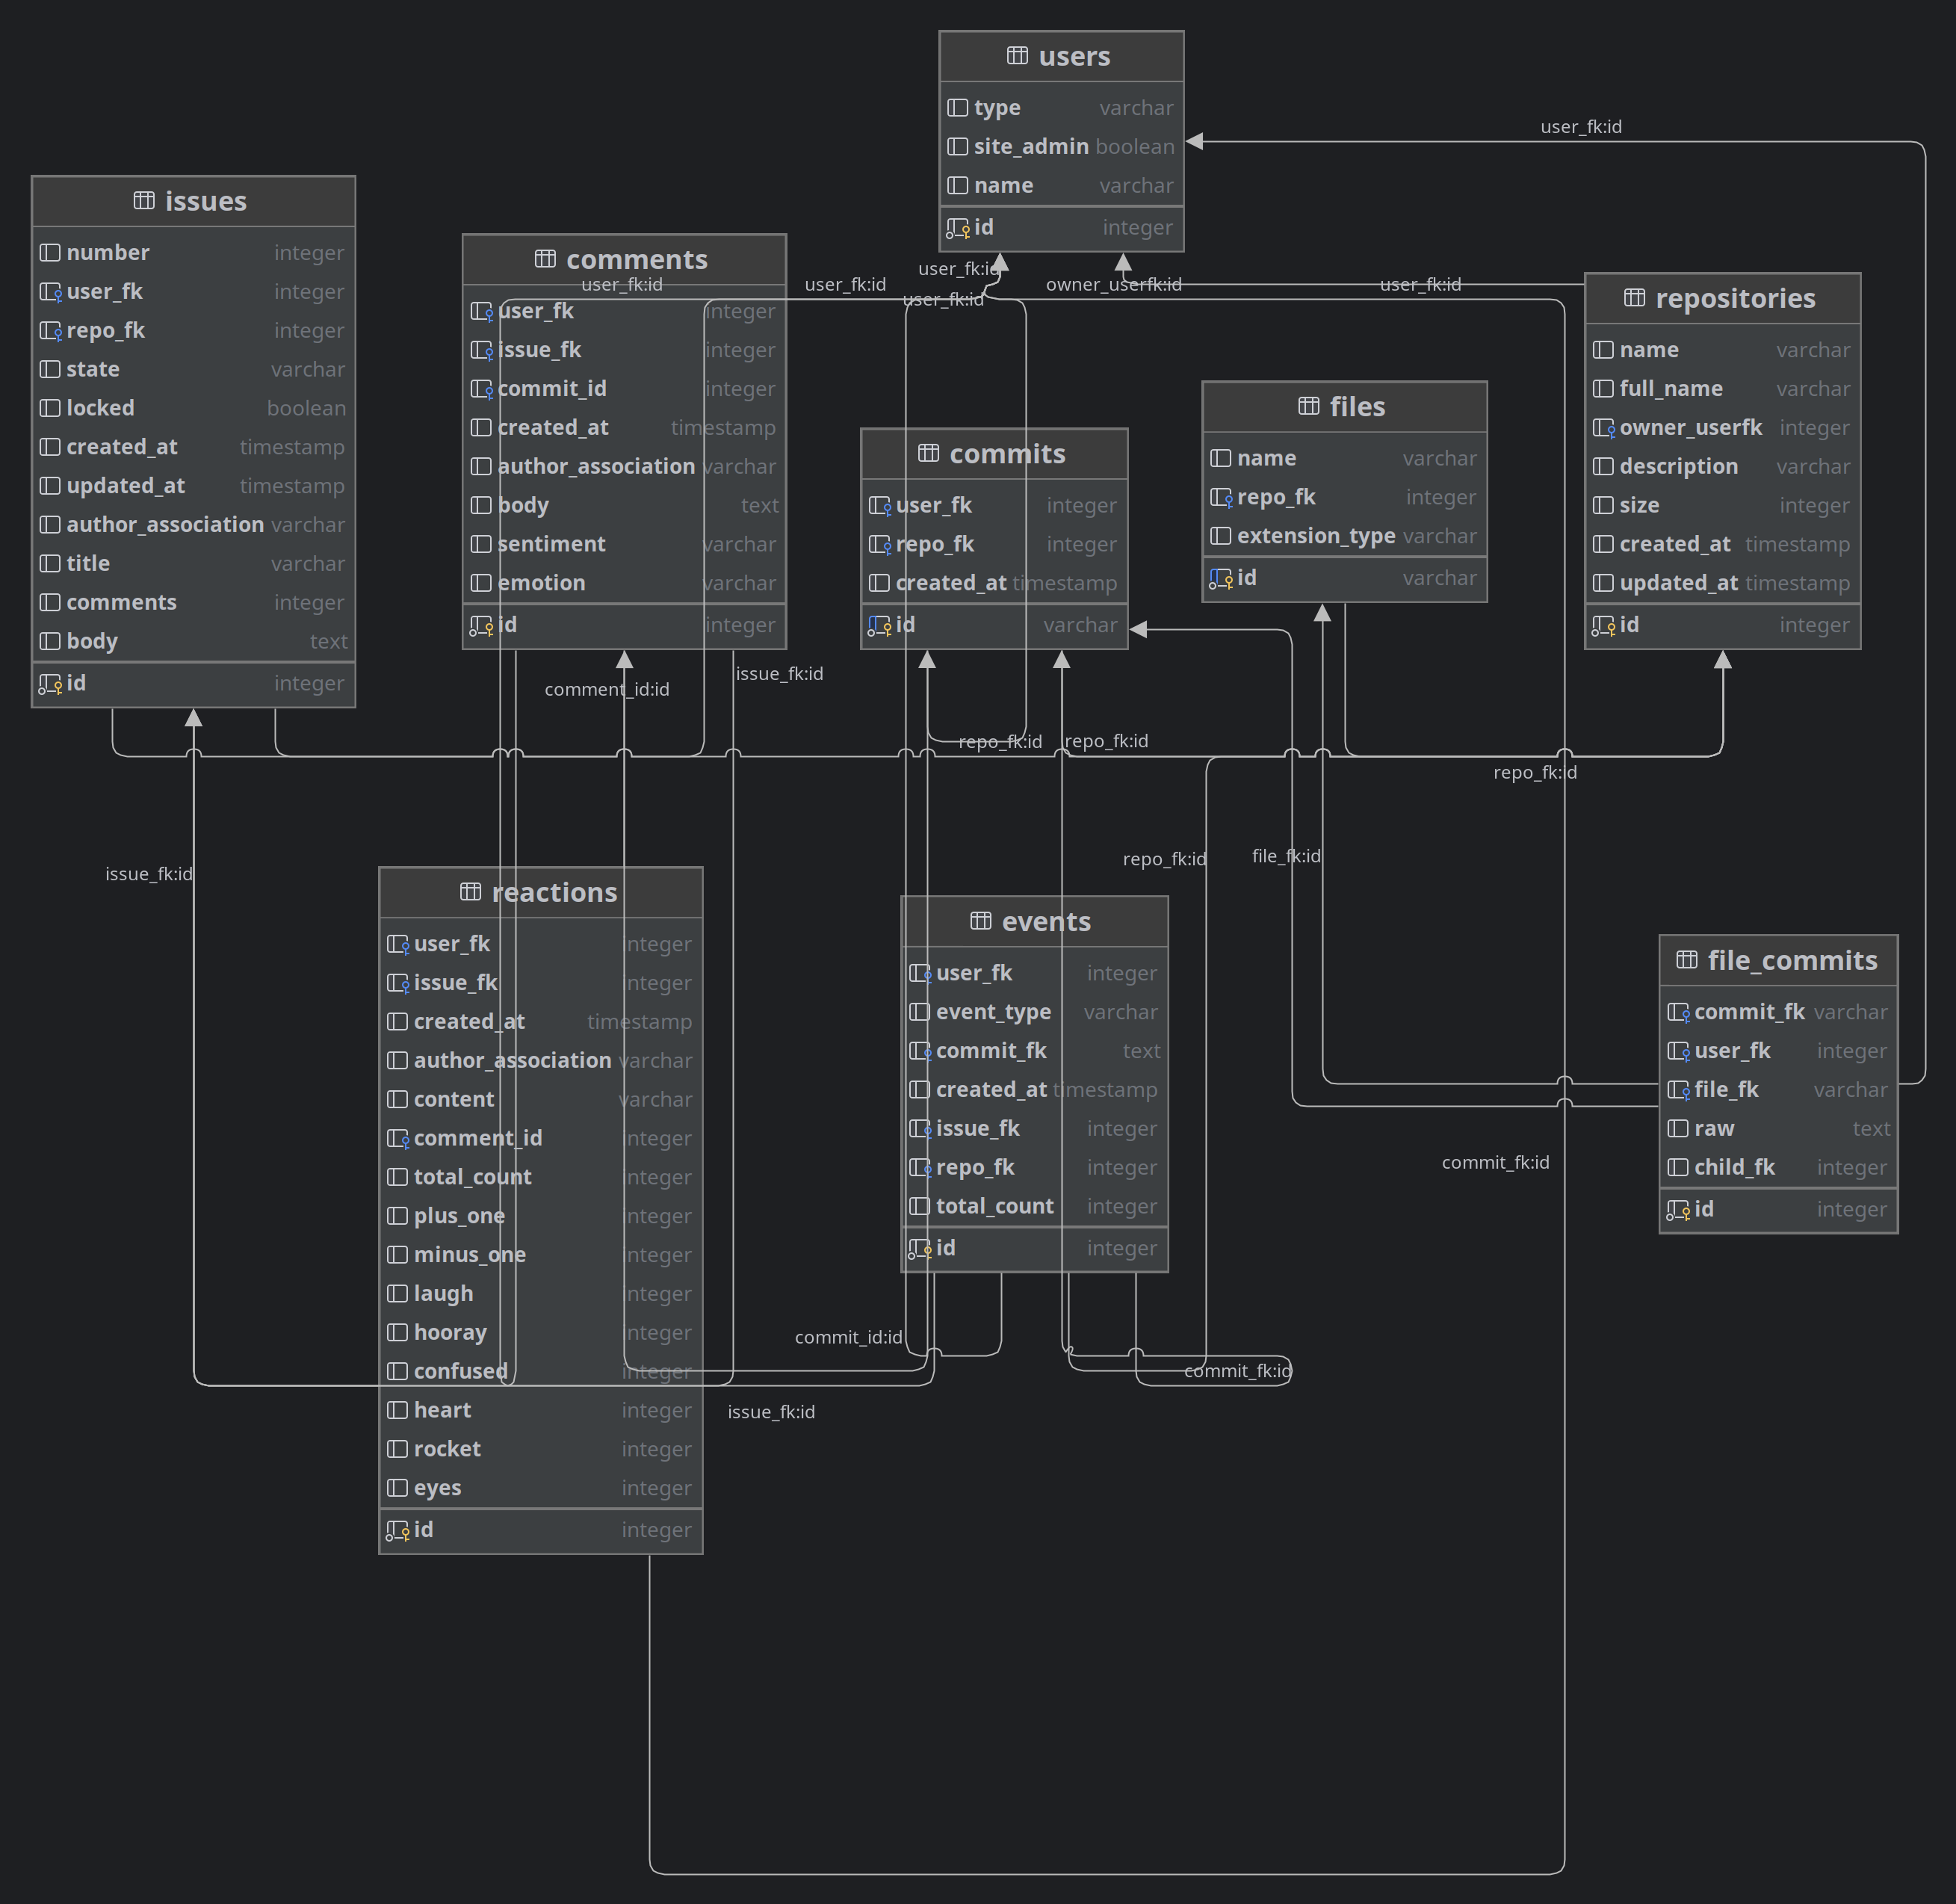 users
type varchar
site_admin boolean
name varchar
id integer
user_fk:id
issues
number integer
user_fk integer
repo_fk integer
state varchar
locked boolean
created_at timestamp
updated_at timestamp
author_association varchar
title varchar
comments integer
body text
id integer
comments
user_fk integer
issue_fk integer
commit_id integer
created_at timestamp
author_association varchar
body text
sentiment varchar
emotion varchar
id integer
user_fk:id
user_fk:id
user_fk:id
user_fk:id
owner_userfk:id
user_fk:id
repositories
name varchar
full_name varchar
owner_userfk integer
description varchar
size integer
created_at timestamp
updated_at timestamp
id integer
files
name varchar
repo_fk integer
extension_type varchar
id varchar
commits
user_fk integer
repo_fk integer
created_at timestamp
id varchar
comment_id:id
issue_fk:id
repo_fk:id
repo_fk:id
repo_fk:id
issue_fk:id
repo_fk:id
file_fk:id
reactions
user_fk integer
issue_fk integer
created_at timestamp
author_association varchar
content varchar
comment_id integer
total_count integer
plus_one integer
minus_one integer
laugh integer
hooray integer
confused integer
heart integer
rocket integer
eyes integer
id integer
events
user_fk integer
event_type varchar
commit_fk text
created_at timestamp
issue_fk integer
repo_fk integer
total_count integer
id integer
file_commits
commit_fk varchar
user_fk integer
file_fk varchar
raw text
child_fk integer
id integer
commit_fk:id
commit_id:id
commit_fk:id
issue_fk:id